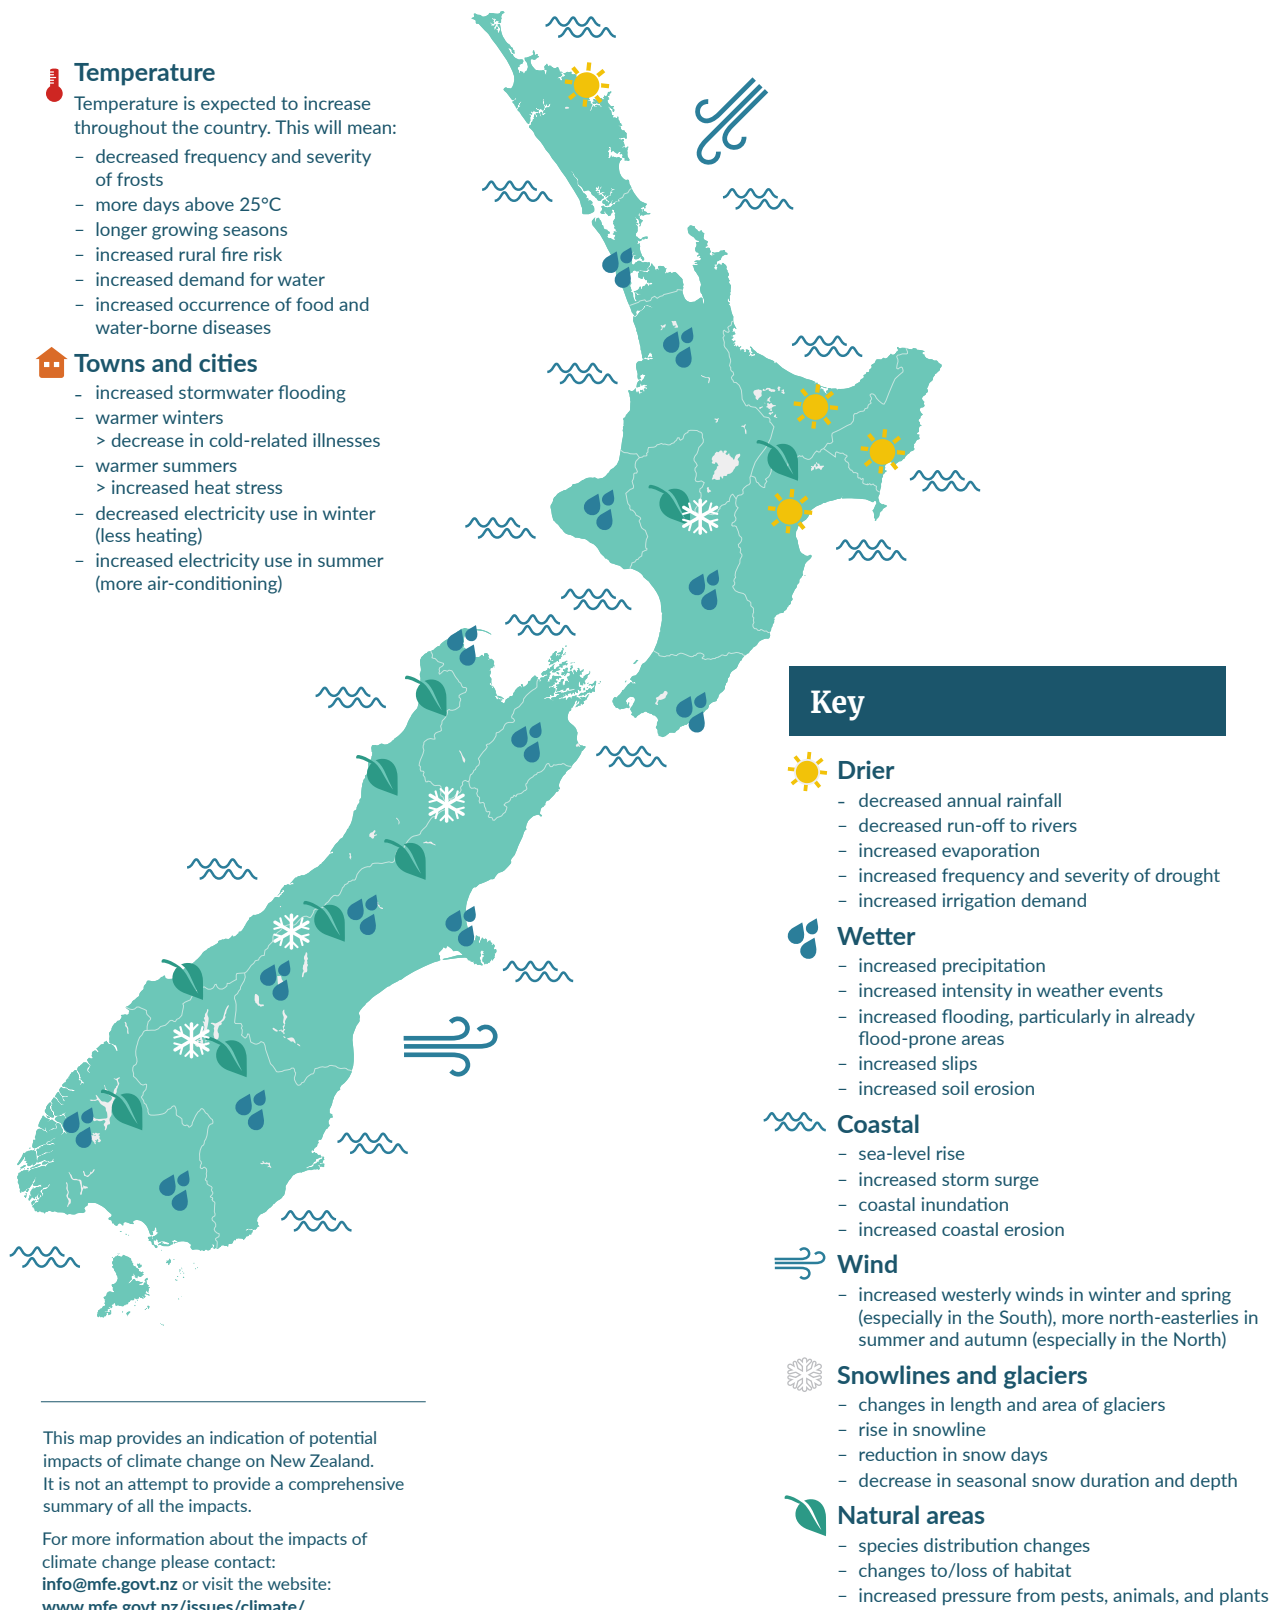 Temperature
Temperature is expected to increase
throughout the country. This will mean:
– decreased frequency and severity
of frosts
– more days above 25°C
– longer growing seasons
– increased rural fire risk
– increased demand for water
– increased occurrence of food and
water-borne diseases
Towns and cities
– increased stormwater flooding
– warmer winters
> decrease in cold-related illnesses
– warmer summers
> increased heat stress
– decreased electricity use in winter
(less heating)
– increased electricity use in summer
(more air-conditioning)
Key
Drier
– decreased annual rainfall
– decreased run-off to rivers
– increased evaporation
– increased frequency and severity of drought
– increased irrigation demand
Wetter
– increased precipitation
– increased intensity in weather events
– increased flooding, particularly in already
flood-prone areas
– increased slips
– increased soil erosion
Coastal
– sea-level rise
– increased storm surge
– coastal inundation
– increased coastal erosion
Wind
– increased westerly winds in winter and spring
(especially in the South), more north-easterlies in
summer and autumn (especially in the North)
Snowlines and glaciers
– changes in length and area of glaciers
– rise in snowline
– reduction in snow days
– decrease in seasonal snow duration and depth
Natural areas
– species distribution changes
– changes to/loss of habitat
– increased pressure from pests, animals, and plants
This map provides an indication of potential
impacts of climate change on New Zealand.
It is not an attempt to provide a comprehensive
summary of all the impacts.
For more information about the impacts of
climate change please contact:
info@mfe.govt.nz or visit the website:
www.mfe.govt.nz/issues/climate/